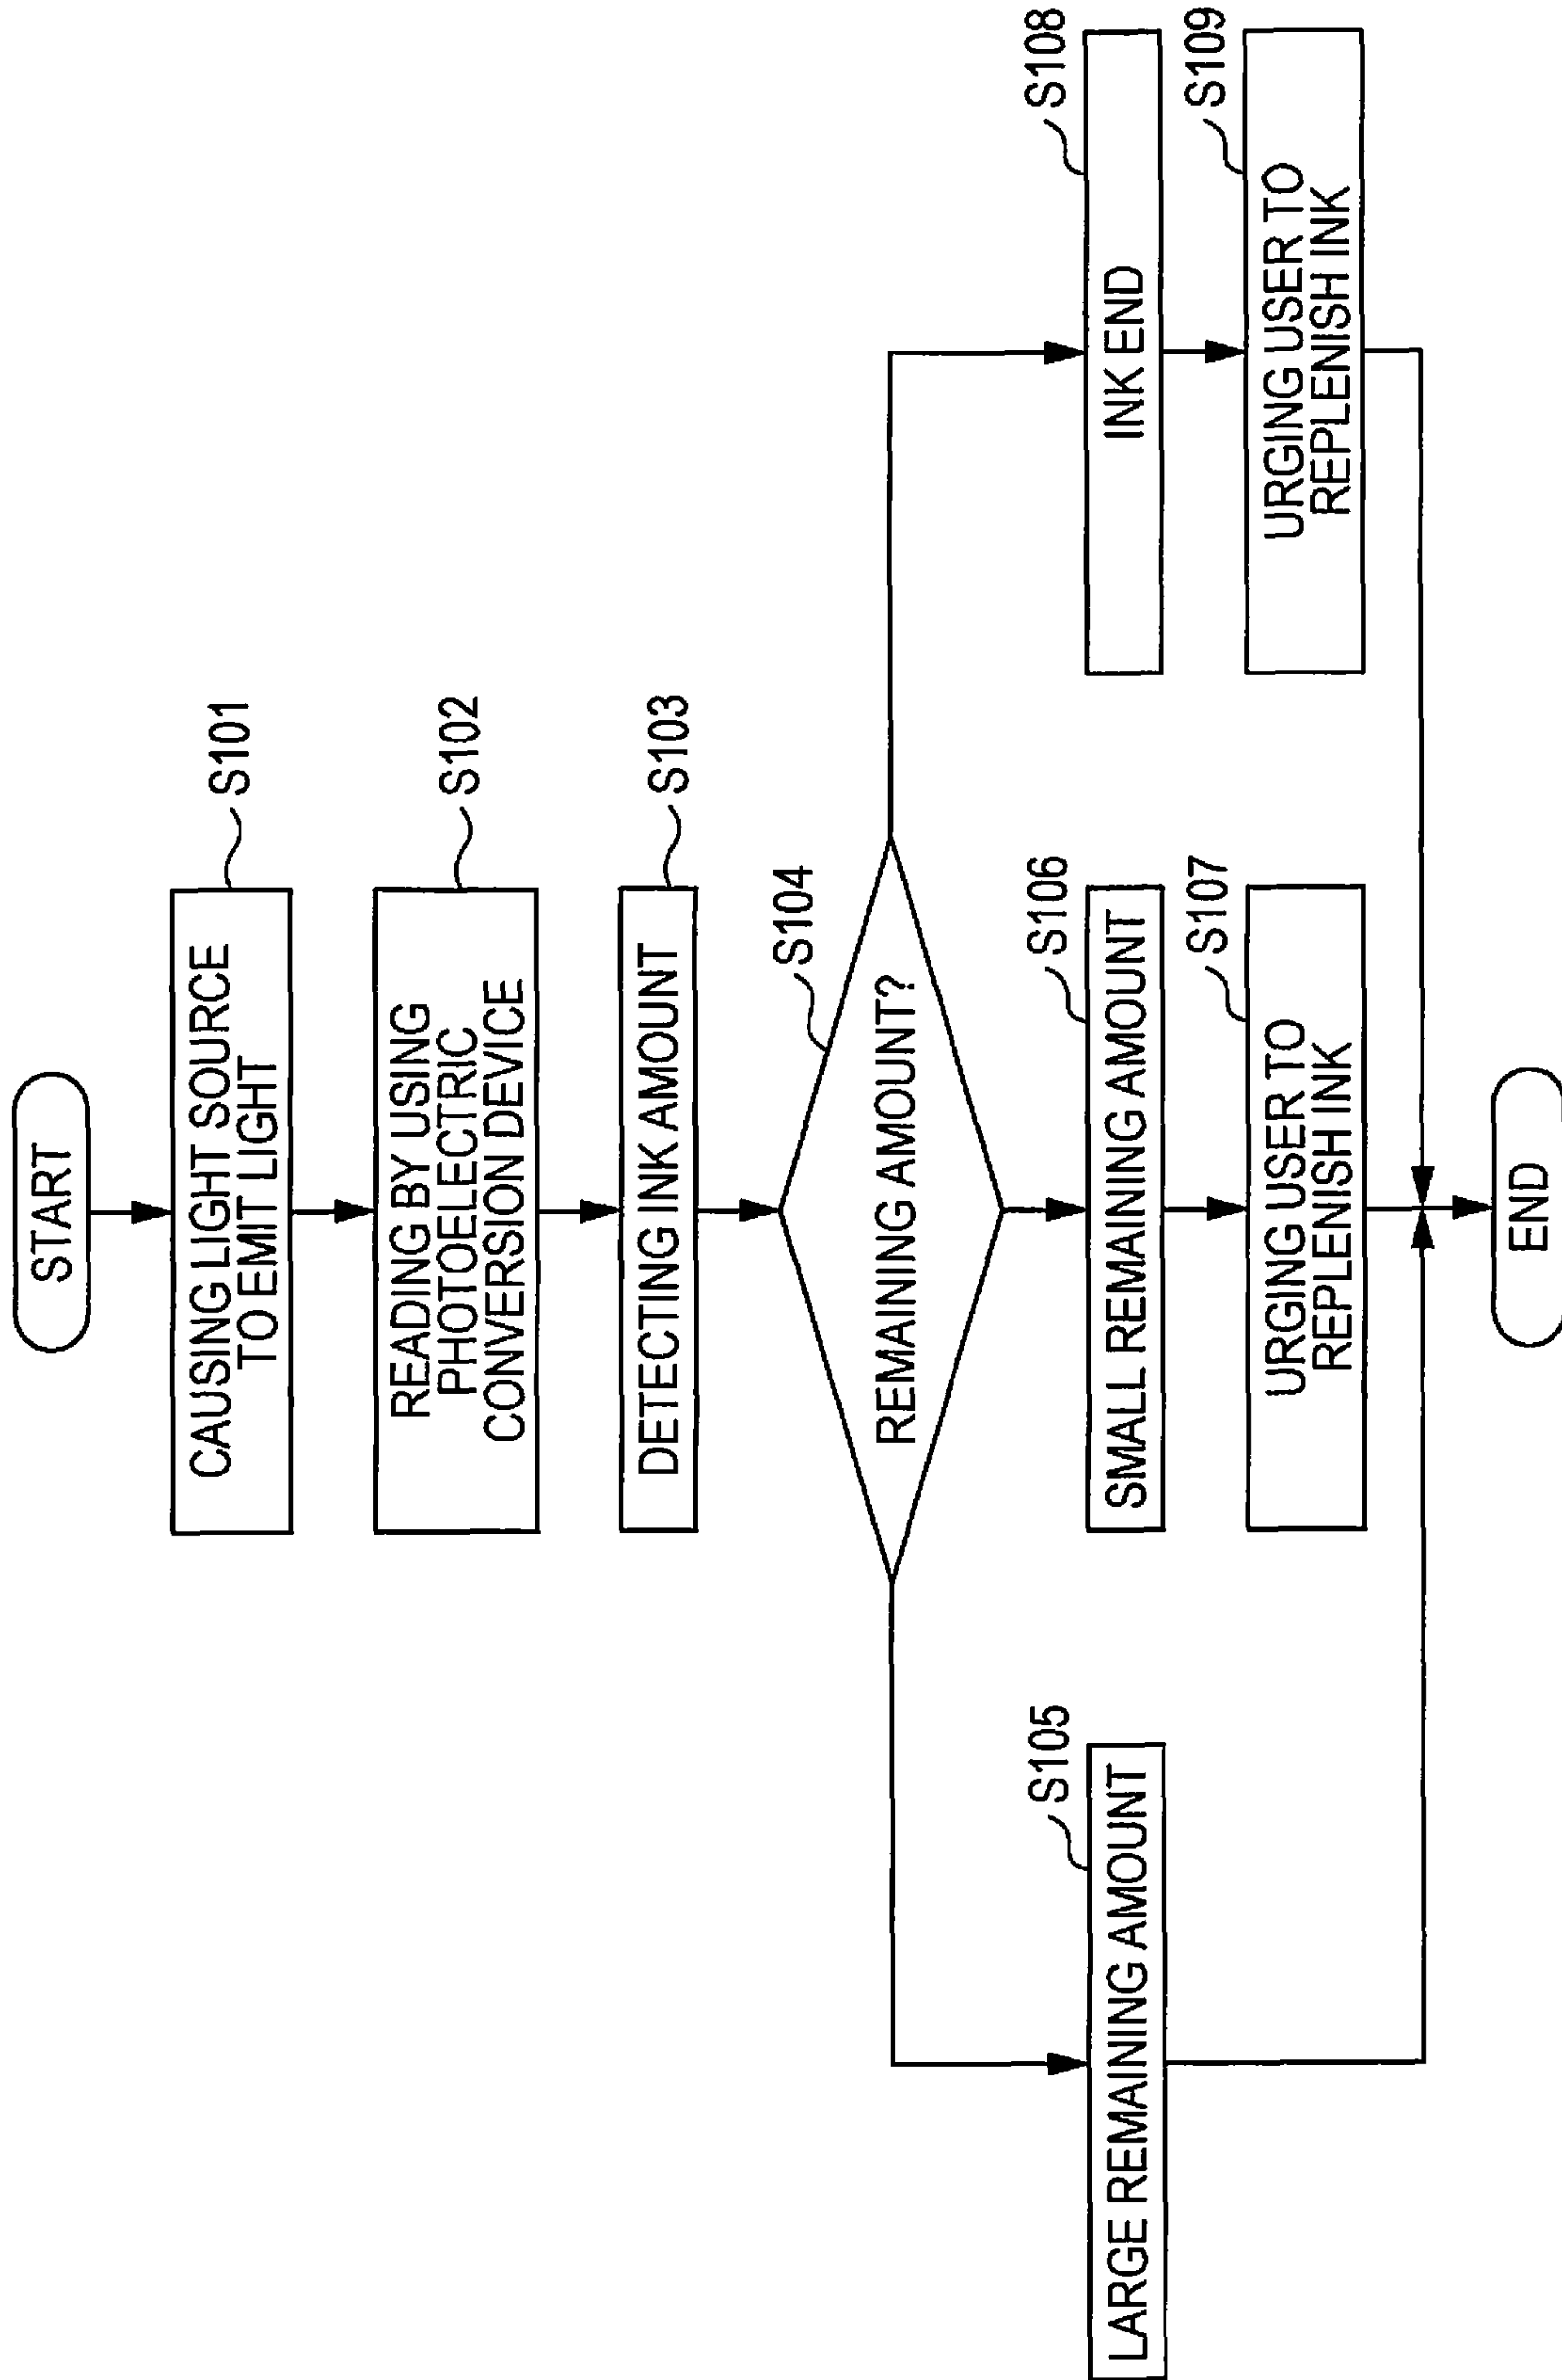 START
CAUSING LIGHT SOURCE
TO EMIT LIGHT
S101
READING BY USING
PHOTOELECTRIC
CONVERSION DEVICE
S102
DETECTING INK AMOUNT
S103
REMAINING AMOUNT?
S104
LARGE REMAINING AMOUNT
S105
SMALL REMAINING AMOUNT
S106
URGING USER TO
REPLENISH INK
S107
INK END
S108
URGING USER TO
REPLENISH INK
S109
END